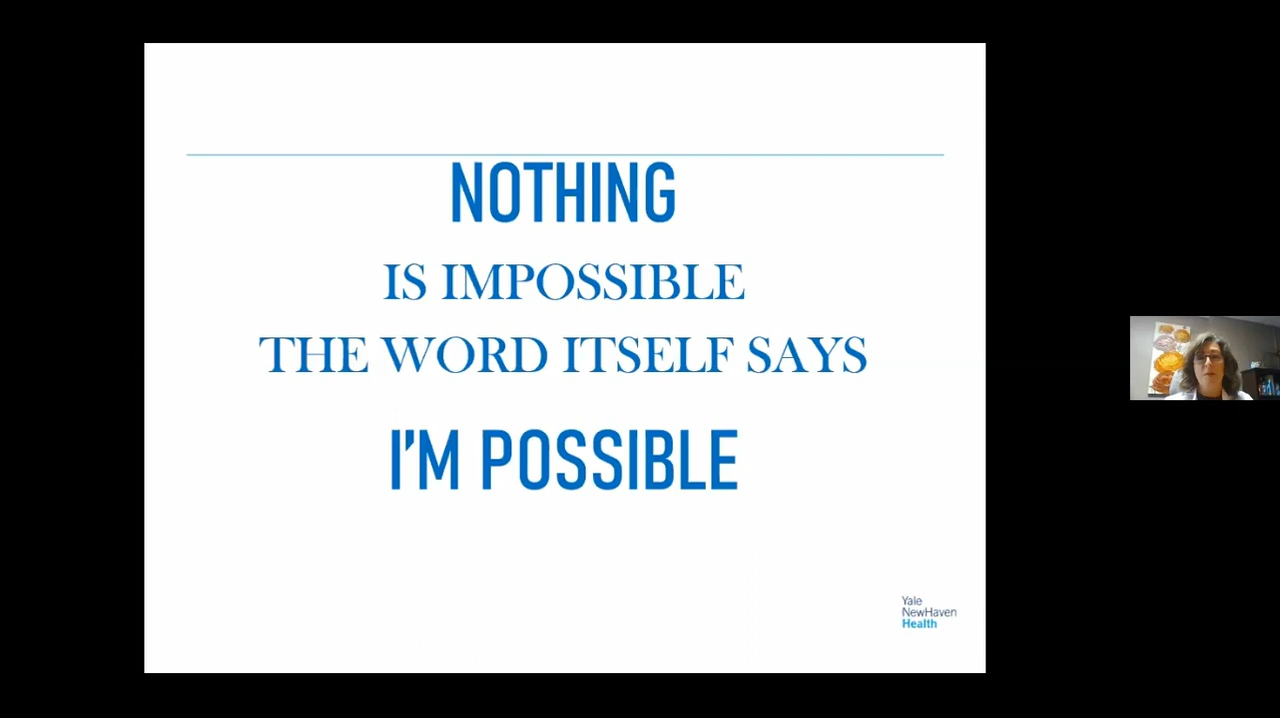 NOTHING
IS IMPOSSIBLE
THE WORD ITSELF SAYS
I'M POSSIBLE
Yale
NewHaven
Health